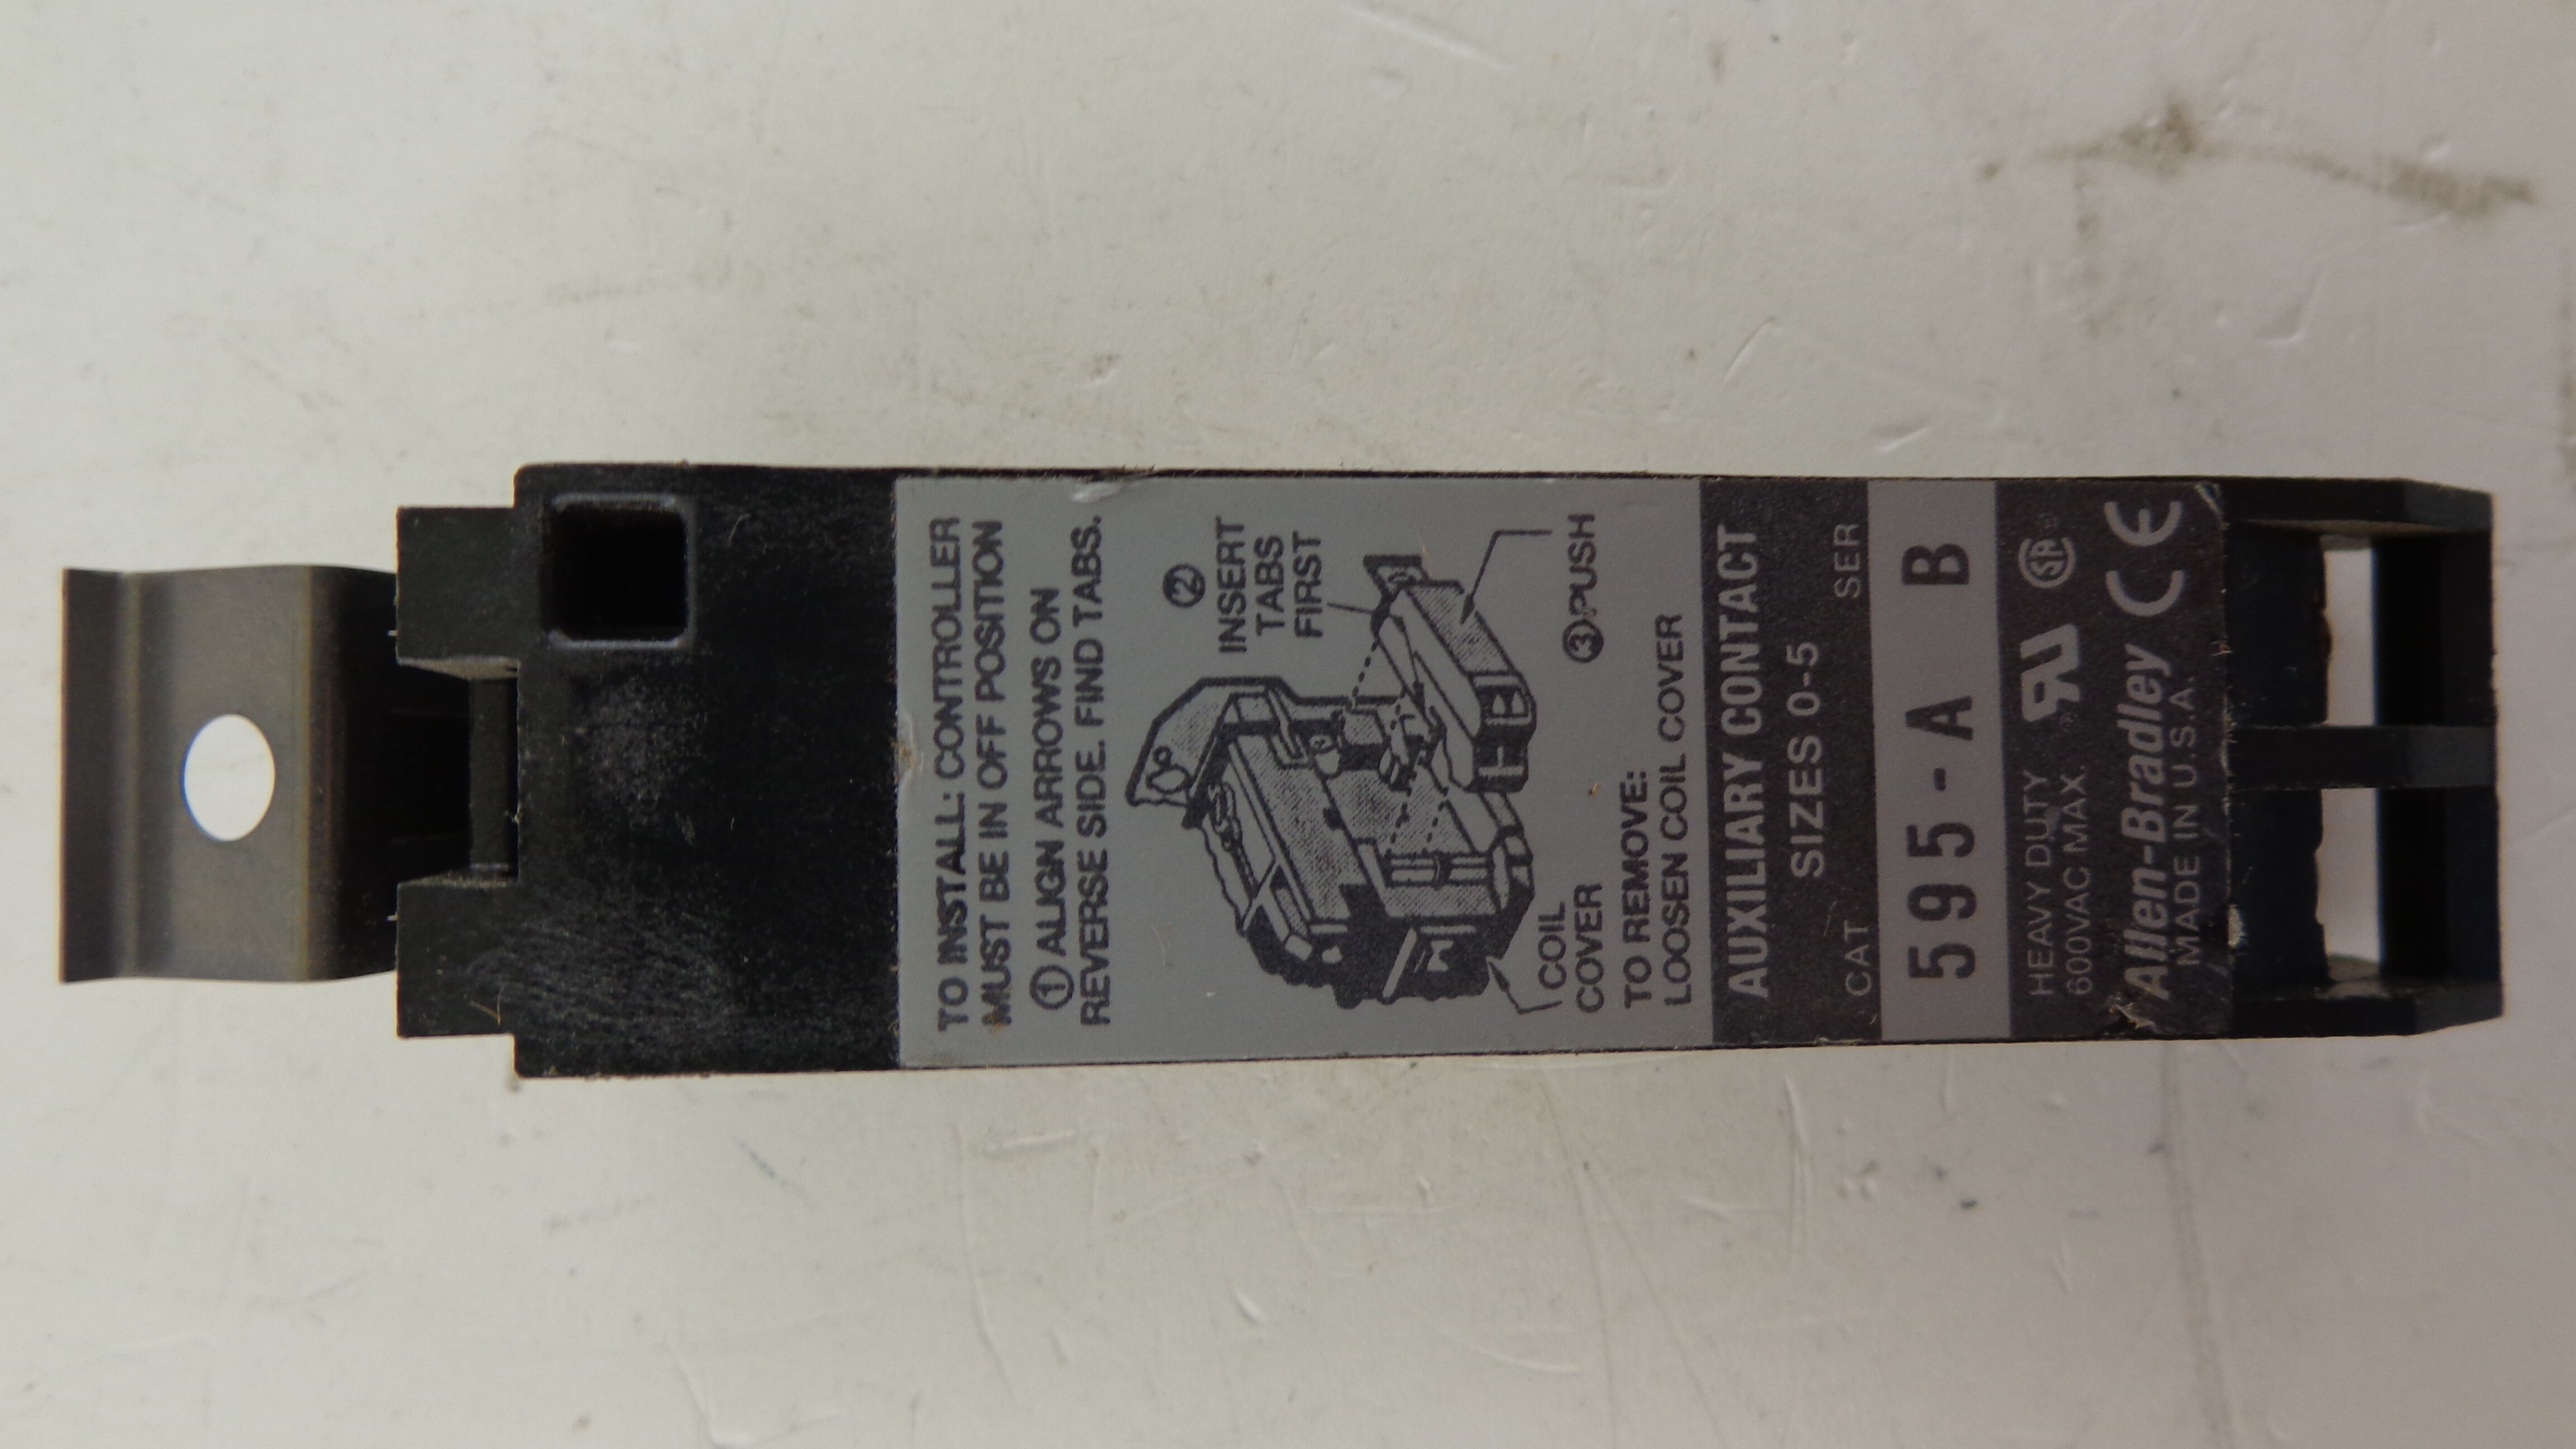 TO INSTALL: CONTROLLER
MUST BE IN OFF POSITION
① ALIGN ARROWS ON
REVERSE SIDE. FIND TABS.
②
INSERT
TABS
FIRST
③ PUSH
COIL
COVER
TO REMOVE:
LOOSEN COIL COVER
AUXILIARY CONTACT
SIZES 0-5
CAT SER
595-A B
HEAVY DUTY
600VAC MAX.
Allen-Bradley CE
MADE IN U.S.A.